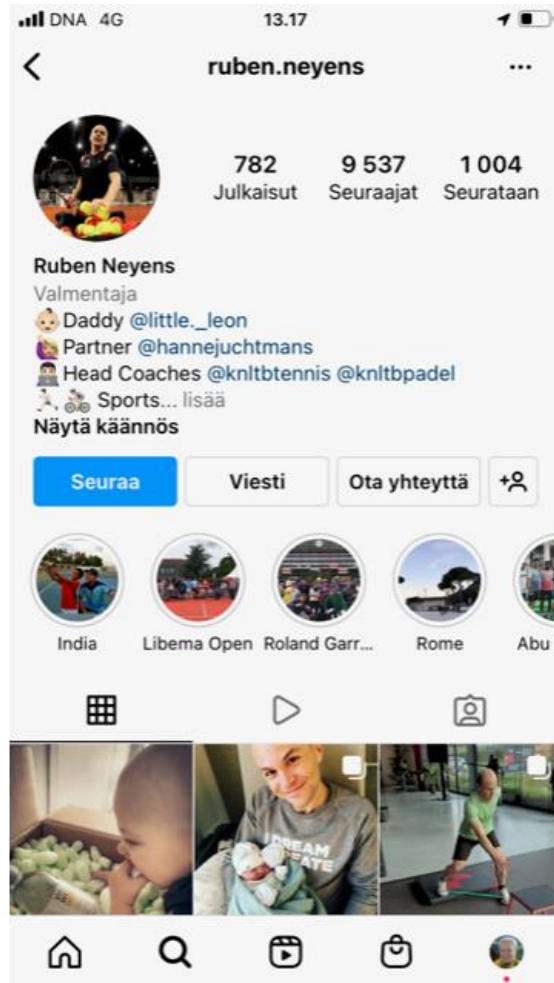 DNA 4G 13.17
ruben.neyens
782 9 537 1 004
Julkaisut Seuraajat Seurataan
Ruben Neyens
Valmentaja
👶🏻Daddy @little._leon
Partner @hannejuchtmans
Head Coaches @knltbtennis @knltbpadel
Sports... lisää
Näytä käännös
Seuraa Viesti Ota yhteyttä
India Libema Open Roland Garr... Rome Abu
I DREAM